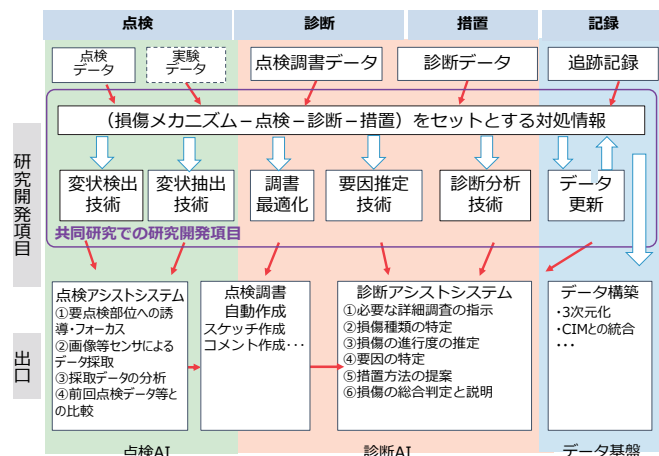 点検
診断
措置
記録
点検
データ
実験
データ
点検調書データ
診断データ
追跡記録
(損傷メカニズム－点検－診断－措置)をセットとする対処情報
研究開発項目
変状検出
技術
変状抽出
技術
調書
最適化
要因推定
技術
診断分析
技術
データ
更新
共同研究での研究開発項目
出口
点検アシストシステム
①要点検部位への誘
導・フォーカス
②画像等センサによる
データ採取
③採取データの分析
④前回点検データ等と
の比較
点検調書
自動作成
スケッチ作成
コメント作成･･･
診断アシストシステム
①必要な詳細調査の指示
②損傷種類の特定
③損傷の進行度の推定
④要因の特定
⑤措置方法の提案
⑥損傷の総合判定と説明
データ構築
・3次元化
・CIMとの統合
･･･
点検AI
診断AI
データ基盤